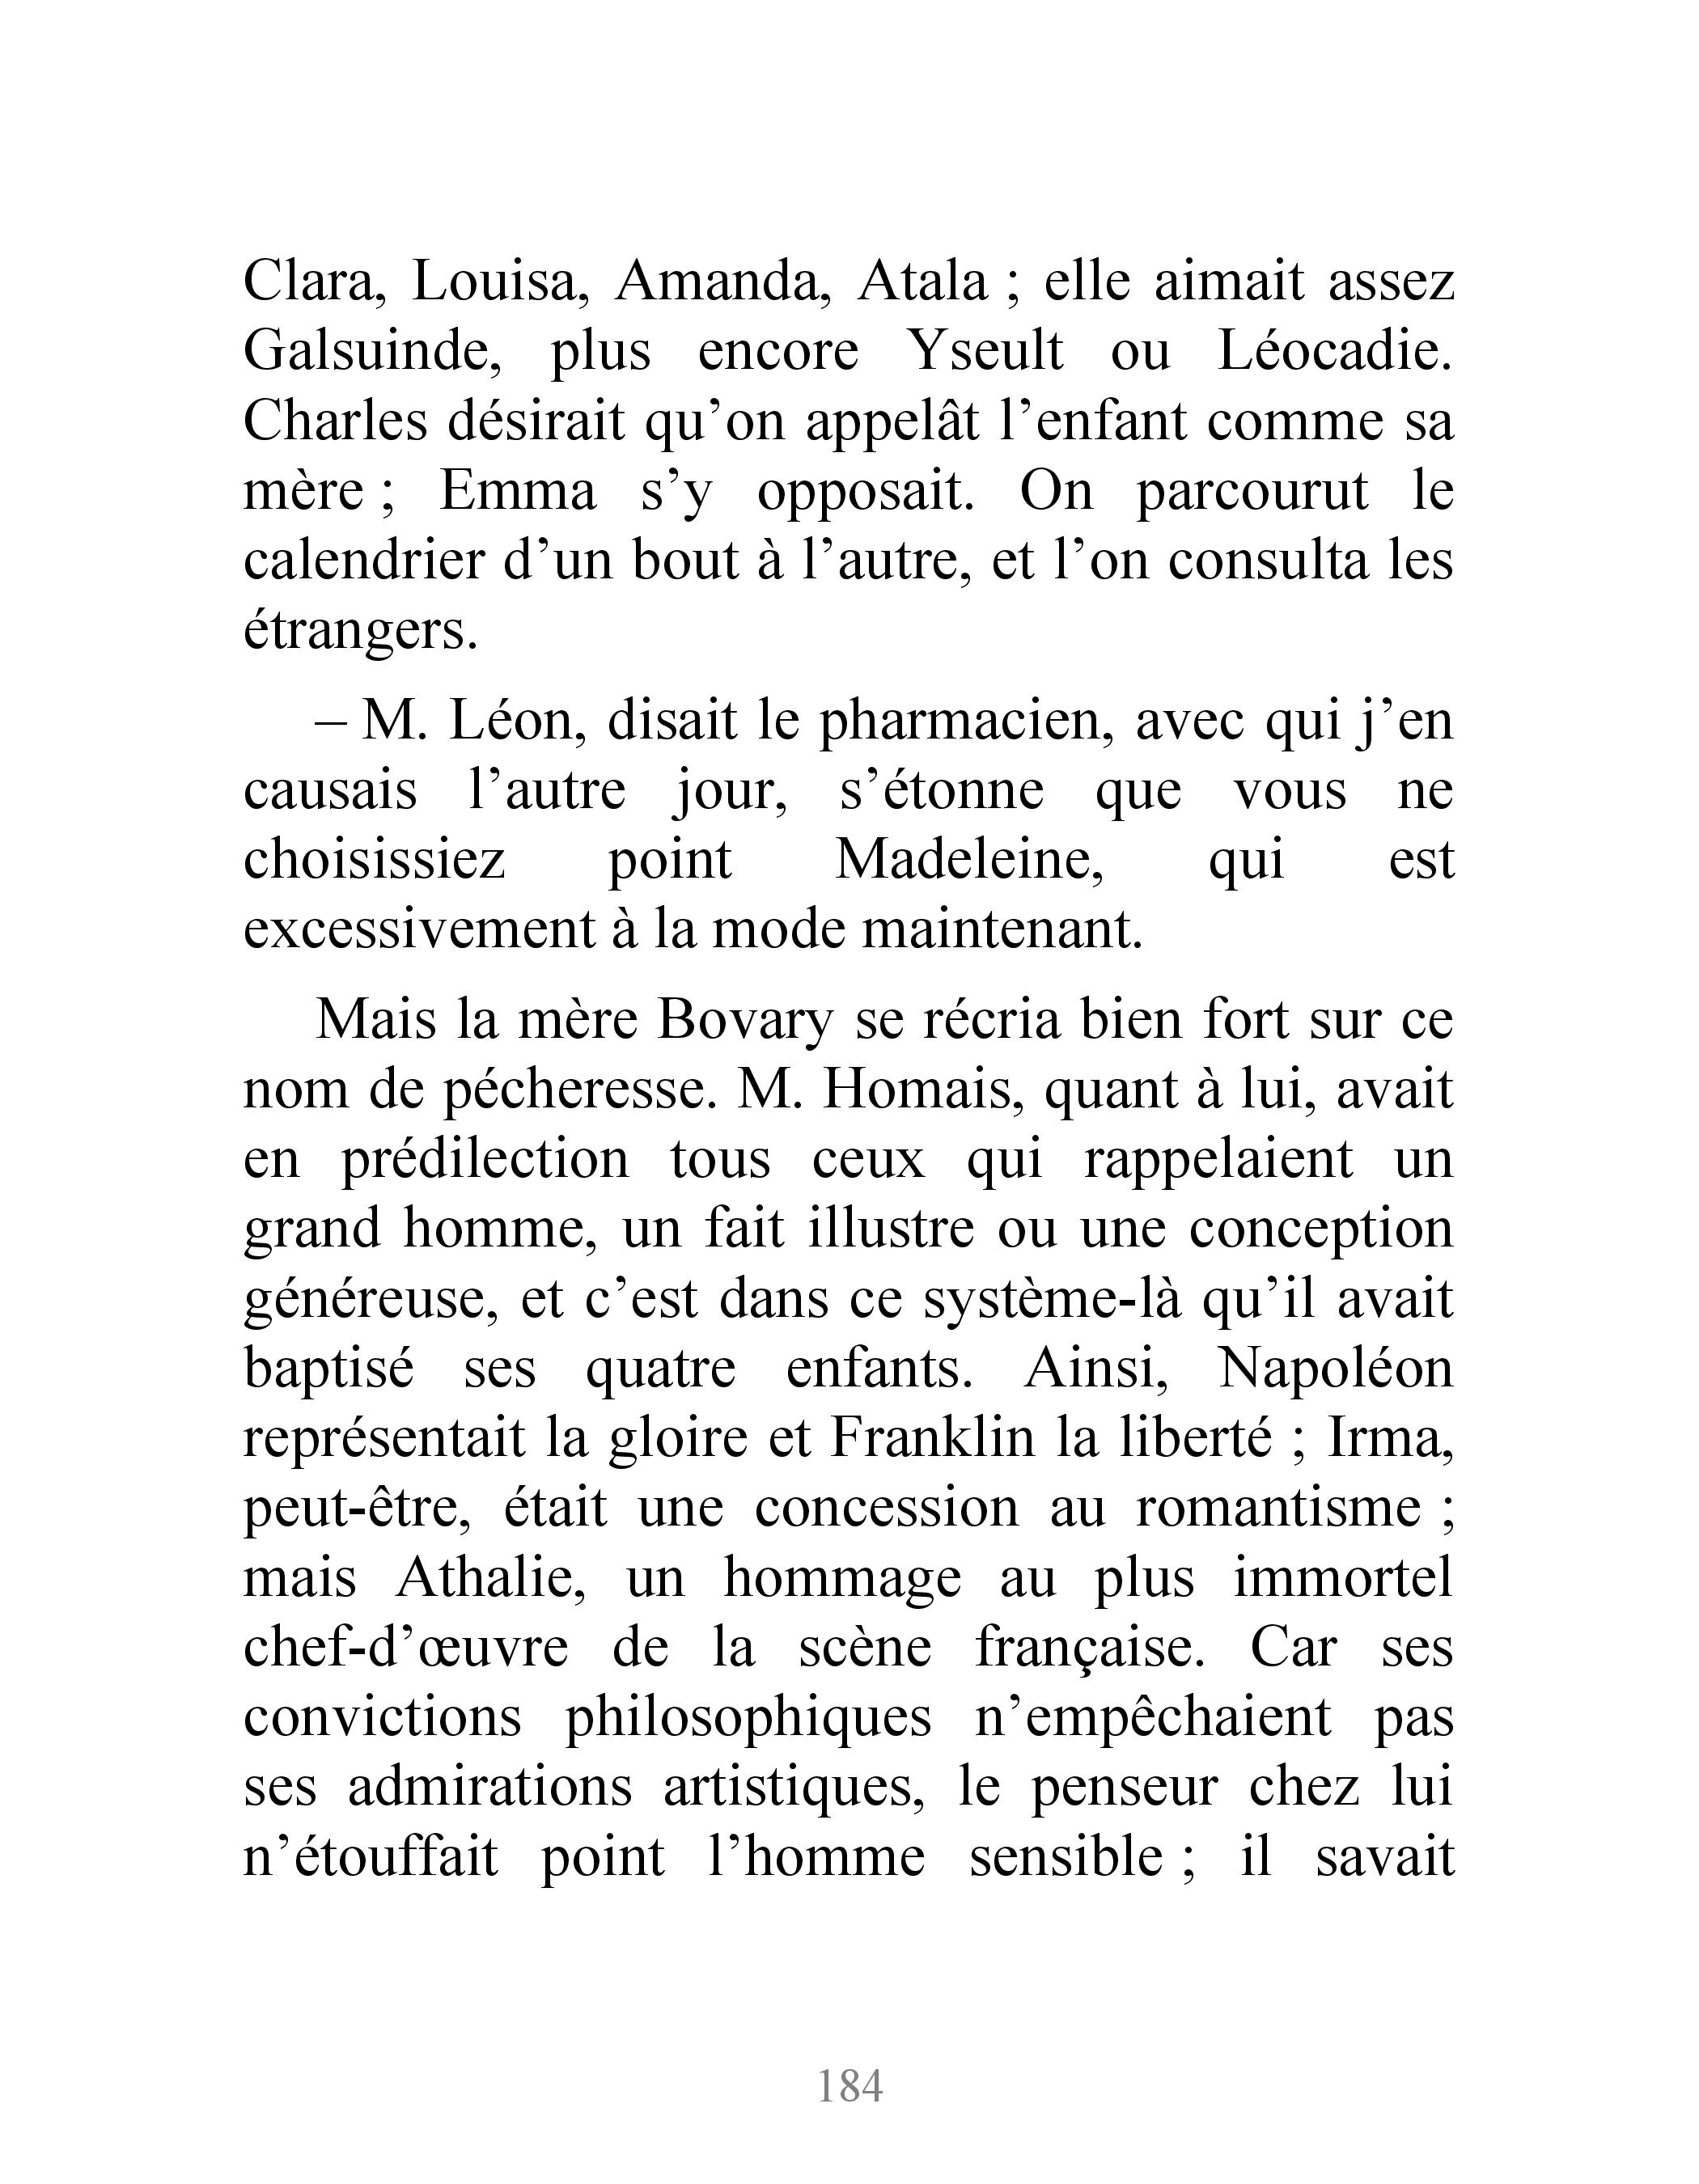 Clara, Louisa, Amanda, Atala ; elle aimait assez
Galsuinde, plus encore Yseult ou Léocadie.
Charles désirait qu’on appelât l’enfant comme sa
mère ; Emma s’y opposait. On parcourut le
calendrier d’un bout à l’autre, et l’on consulta les
étrangers.
– M. Léon, disait le pharmacien, avec qui j’en
causais l’autre jour, s’étonne que vous ne
choisissiez point Madeleine, qui est
excessivement à la mode maintenant.
Mais la mère Bovary se récria bien fort sur ce
nom de pécheresse. M. Homais, quant à lui, avait
en prédilection tous ceux qui rappelaient un
grand homme, un fait illustre ou une conception
généreuse, et c’est dans ce système-là qu’il avait
baptisé ses quatre enfants. Ainsi, Napoléon
représentait la gloire et Franklin la liberté ; Irma,
peut-être, était une concession au romantisme ;
mais Athalie, un hommage au plus immortel
chef-d’œuvre de la scène française. Car ses
convictions philosophiques n’empêchaient pas
ses admirations artistiques, le penseur chez lui
n’étouffait point l’homme sensible ; il savait
184